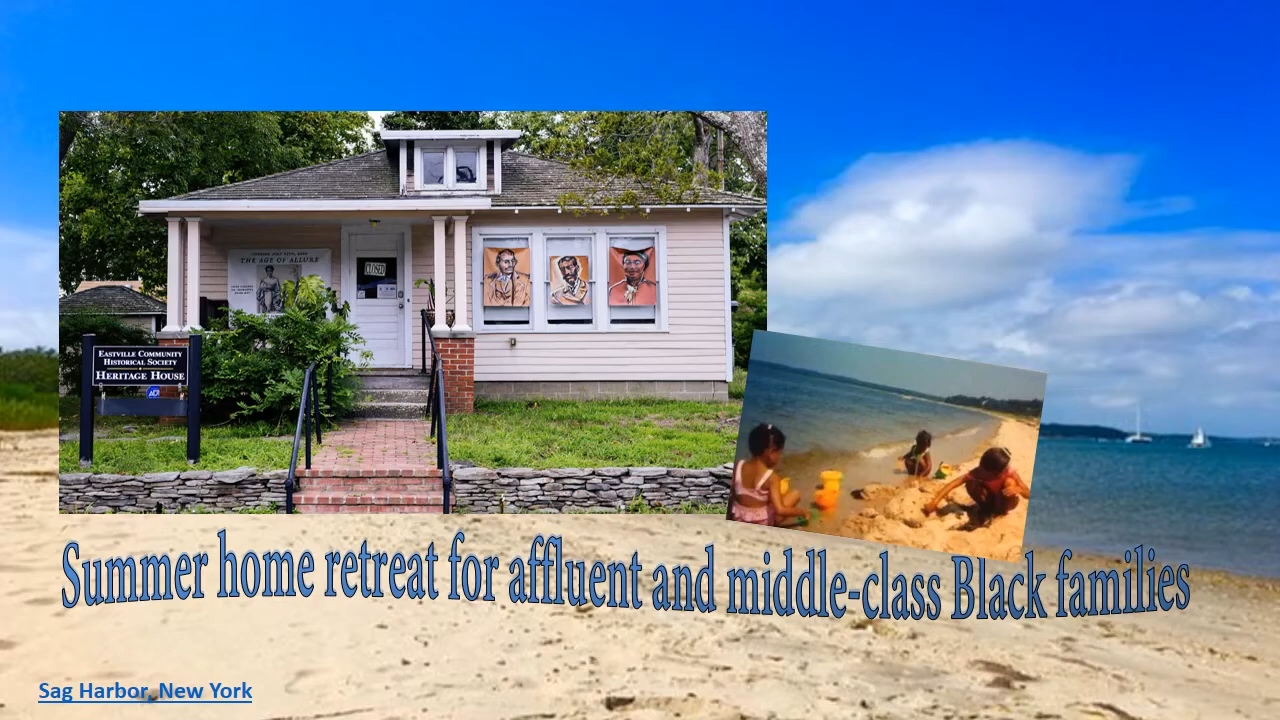 THE AGE OF ALLURE
CLOSED
EASTVILLE COMMUNITY
HISTORICAL SOCIETY
HERITAGE HOUSE
ADT
Summer home retreat for affluent and middle-class Black families
Sag Harbor, New York